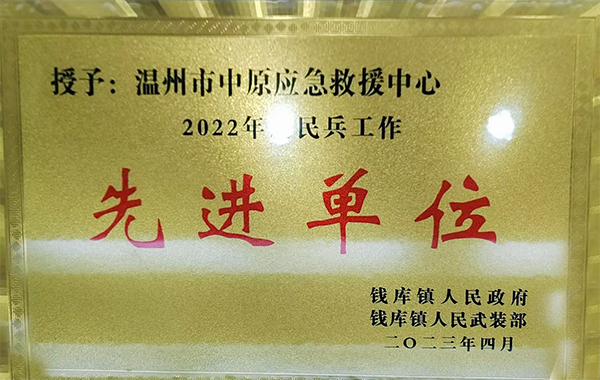 授予：温州市中原应急救援中心
2022年 民兵工作
先进单位
钱库镇人民政府
钱库镇人民武装部
二〇二三年四月